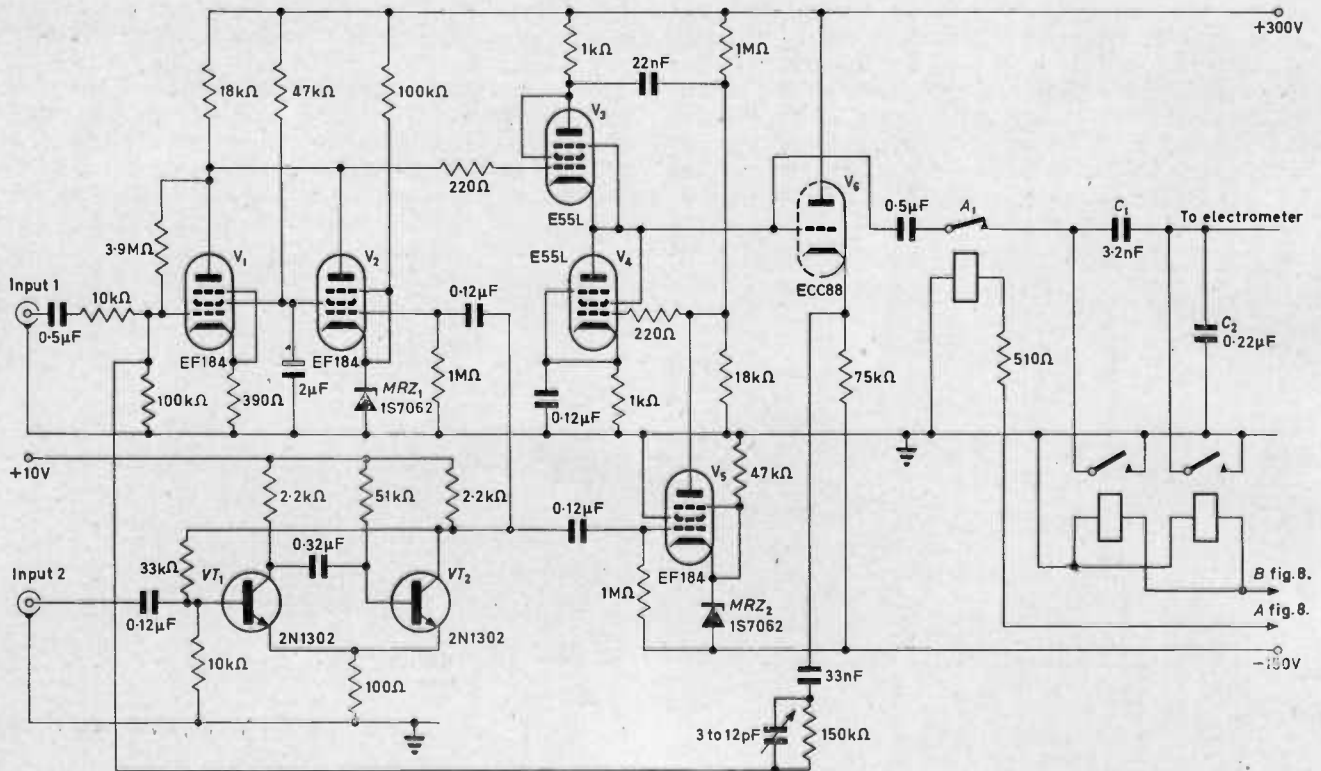 +300V
1kΩ
1MΩ
22nF
18kΩ
47kΩ
100kΩ
V3
220Ω
E55L
V6
0·5µF
A1
C1
3·2nF
To electrometer
3·9MΩ
V1
V2
E55L
V4
ECC88
Input 1
10kΩ
0·5µF
0·12µF
220Ω
C2
0·22µF
EF184
EF184
2µF
1MΩ
510Ω
100kΩ
390Ω
MRZ1
1S7062
0·12µF
1kΩ
18kΩ
75kΩ
+10V
2·2kΩ
51kΩ
2·2kΩ
V5
47kΩ
0·32µF
0·12µF
33kΩ
VT1
VT2
EF184
Input 2
0·12µF
2N1302
2N1302
1MΩ
MRZ2
1S7062
B fig.8.
A fig.8.
10kΩ
100Ω
-150V
33nF
3 to 12pF
150kΩ